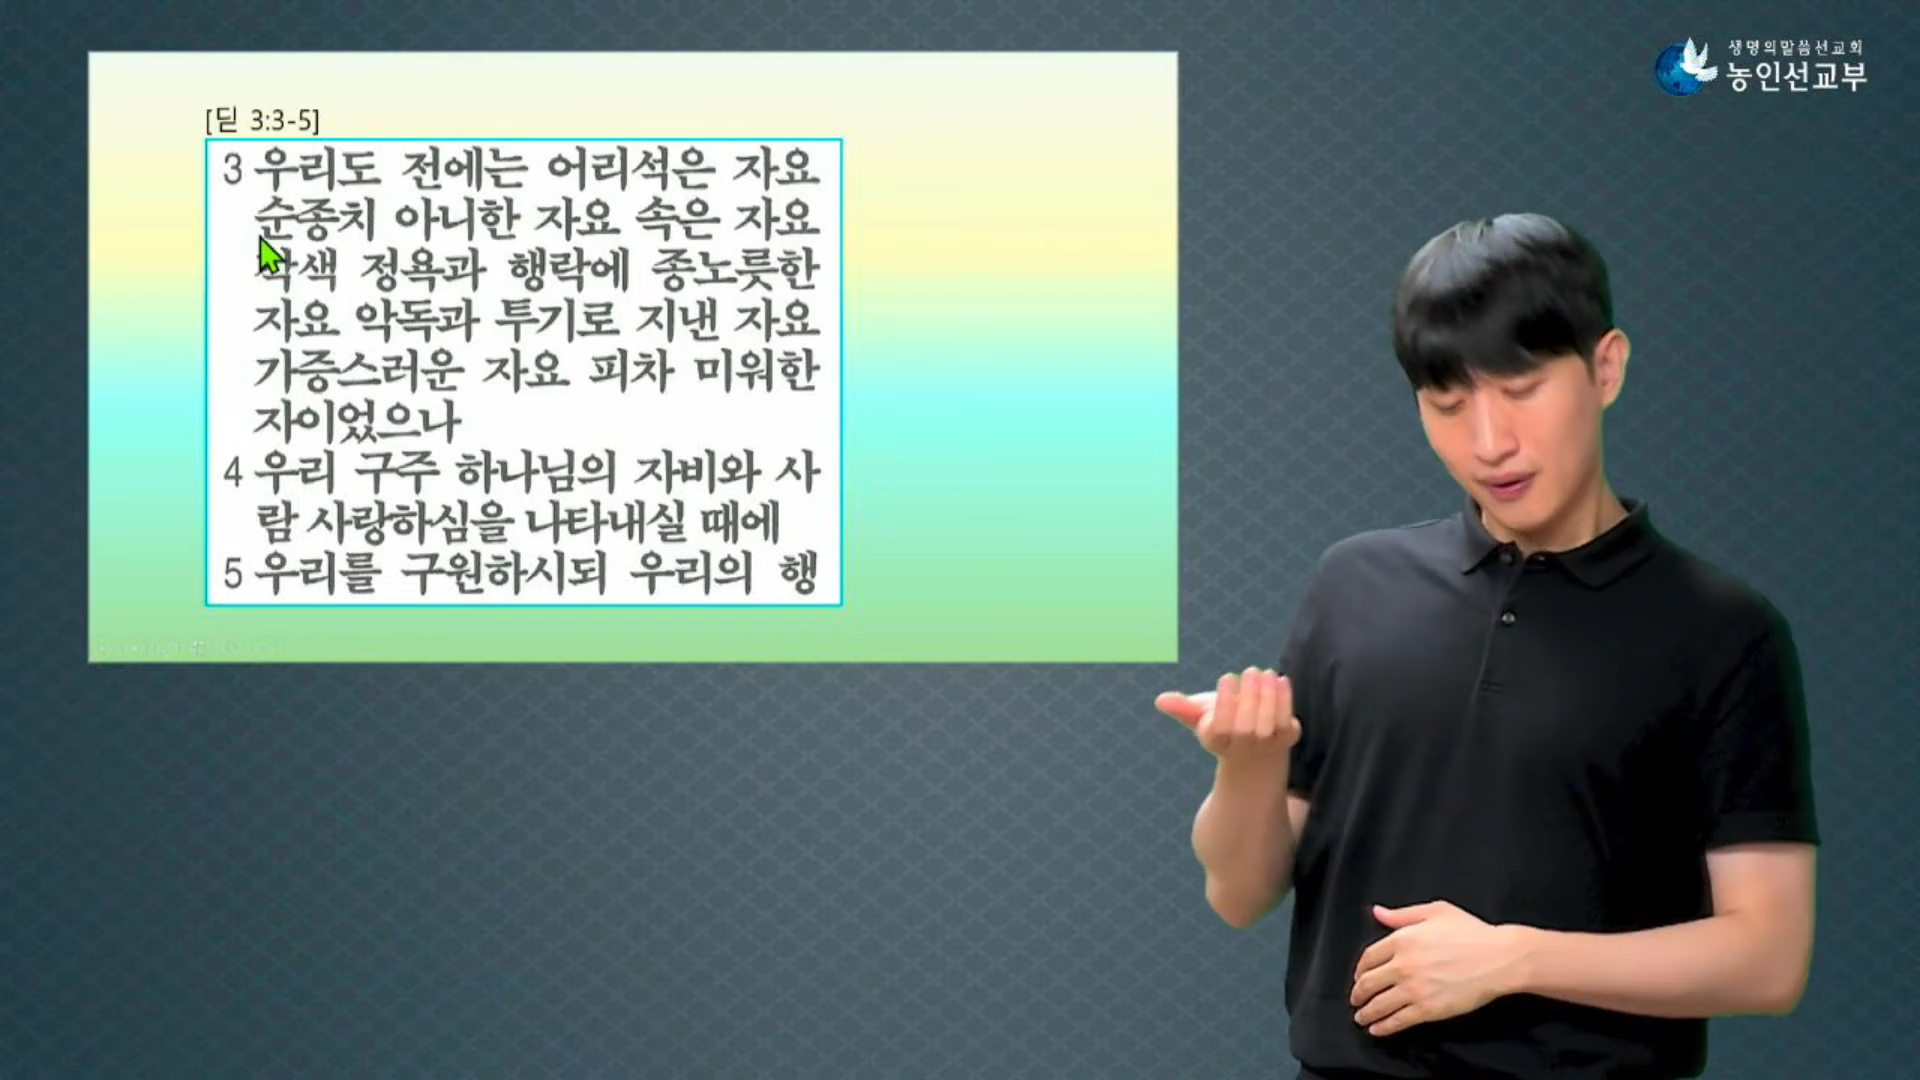 생명의말씀선교회
농인선교부
[딛 3:3-5]
3 우리도 전에는 어리석은 자요
순종치 아니한 자요 속은 자요
각색 정욕과 행락에 종노릇한
자요 악독과 투기로 지낸 자요
가증스러운 자요 피차 미워한
자이었으나
4 우리 구주 하나님의 자비와 사
람 사랑하심을 나타내실 때에
5 우리를 구원하시되 우리의 행